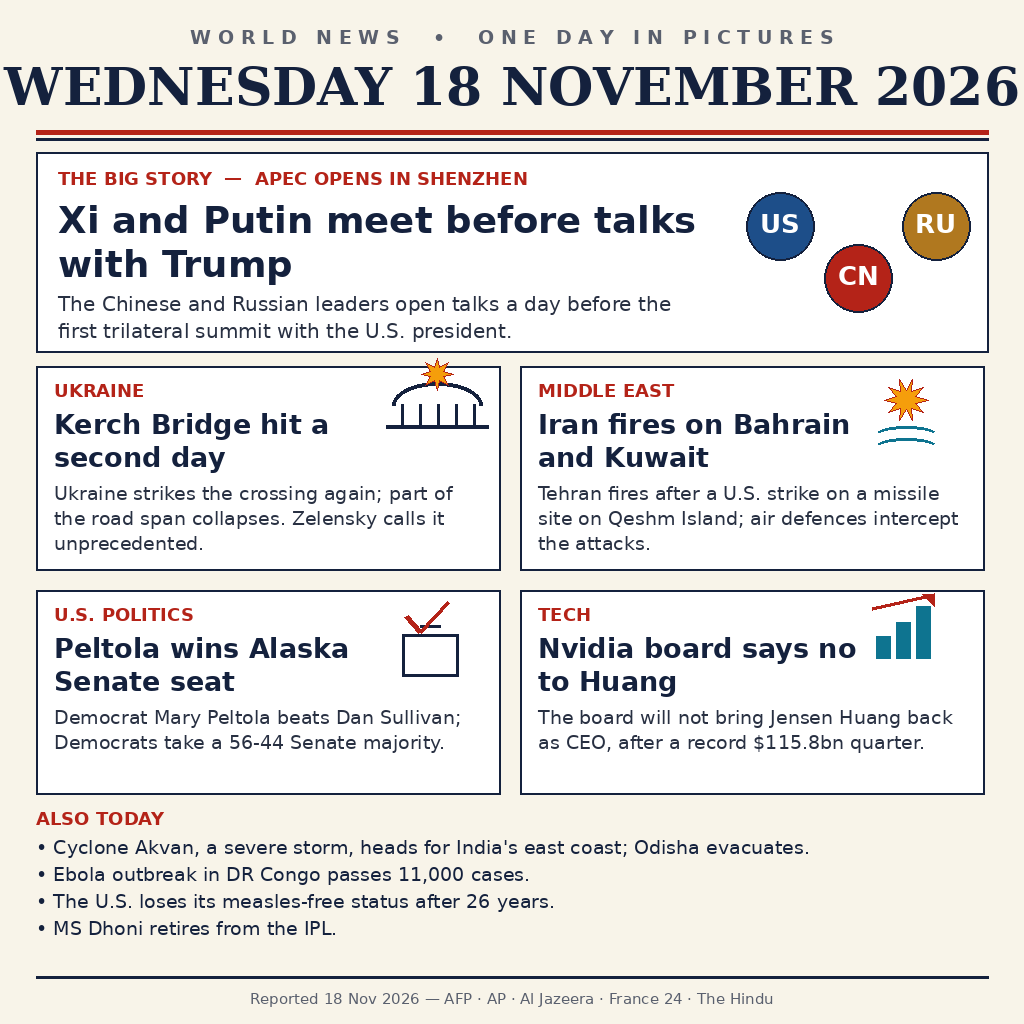 WORLD NEWS • ONE DAY IN PICTURES
WEDNESDAY 18 NOVEMBER 2026
THE BIG STORY — APEC OPENS IN SHENZHEN
Xi and Putin meet before talks
with Trump
The Chinese and Russian leaders open talks a day before the
first trilateral summit with the U.S. president.
US
RU
CN
UKRAINE
Kerch Bridge hit a
second day
Ukraine strikes the crossing again; part of
the road span collapses. Zelensky calls it
unprecedented.
MIDDLE EAST
Iran fires on Bahrain
and Kuwait
Tehran fires after a U.S. strike on a missile
site on Qeshm Island; air defences intercept
the attacks.
U.S. POLITICS
Peltola wins Alaska
Senate seat
Democrat Mary Peltola beats Dan Sullivan;
Democrats take a 56-44 Senate majority.
TECH
Nvidia board says no
to Huang
The board will not bring Jensen Huang back
as CEO, after a record $115.8bn quarter.
ALSO TODAY
• Cyclone Akvan, a severe storm, heads for India's east coast; Odisha evacuates.
• Ebola outbreak in DR Congo passes 11,000 cases.
• The U.S. loses its measles-free status after 26 years.
• MS Dhoni retires from the IPL.
Reported 18 Nov 2026 — AFP · AP · Al Jazeera · France 24 · The Hindu